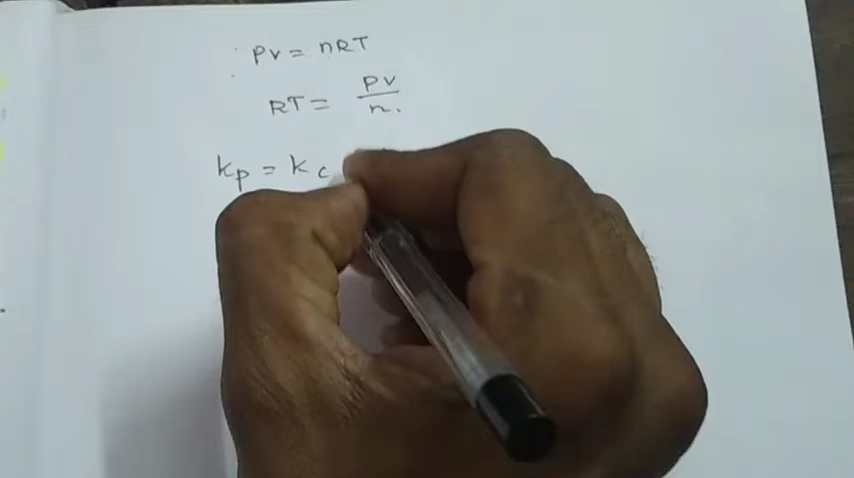 PV = nRT
RT = PV/n.
kp = kc